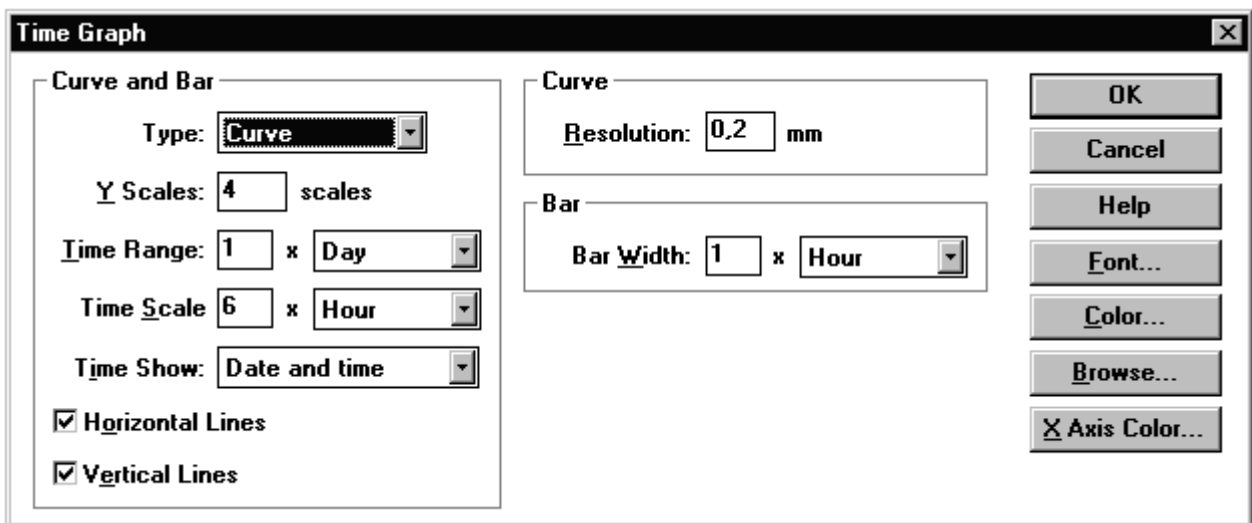 Time Graph
Curve and Bar
Type: Curve
Y Scales: 4 scales
Time Range: 1 x Day
Time Scale 6 x Hour
Time Show: Date and time
Horizontal Lines
Vertical Lines
Curve
Resolution: 0,2 mm
Bar
Bar Width: 1 x Hour
OK
Cancel
Help
Font...
Color...
Browse...
X Axis Color...